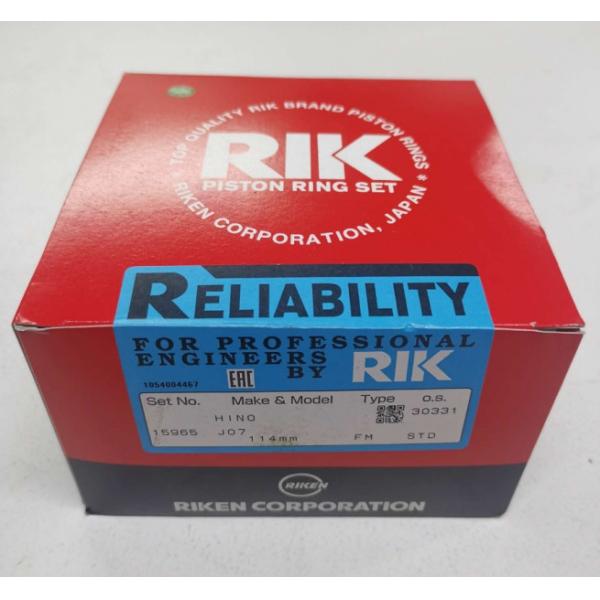 * TOP QUALITY RIK BRAND PISTON RINGS *
RIK
PISTON RING SET
RIKEN CORPORATION, JAPAN
RELIABILITY
FOR PROFESSIONAL
ENGINEERS
BY RIK
1054004467 EAC
Set No. Make & Model Type O.S.
HINO 30331
15965 J07
114mm FM STD
RIKEN
RIKEN CORPORATION